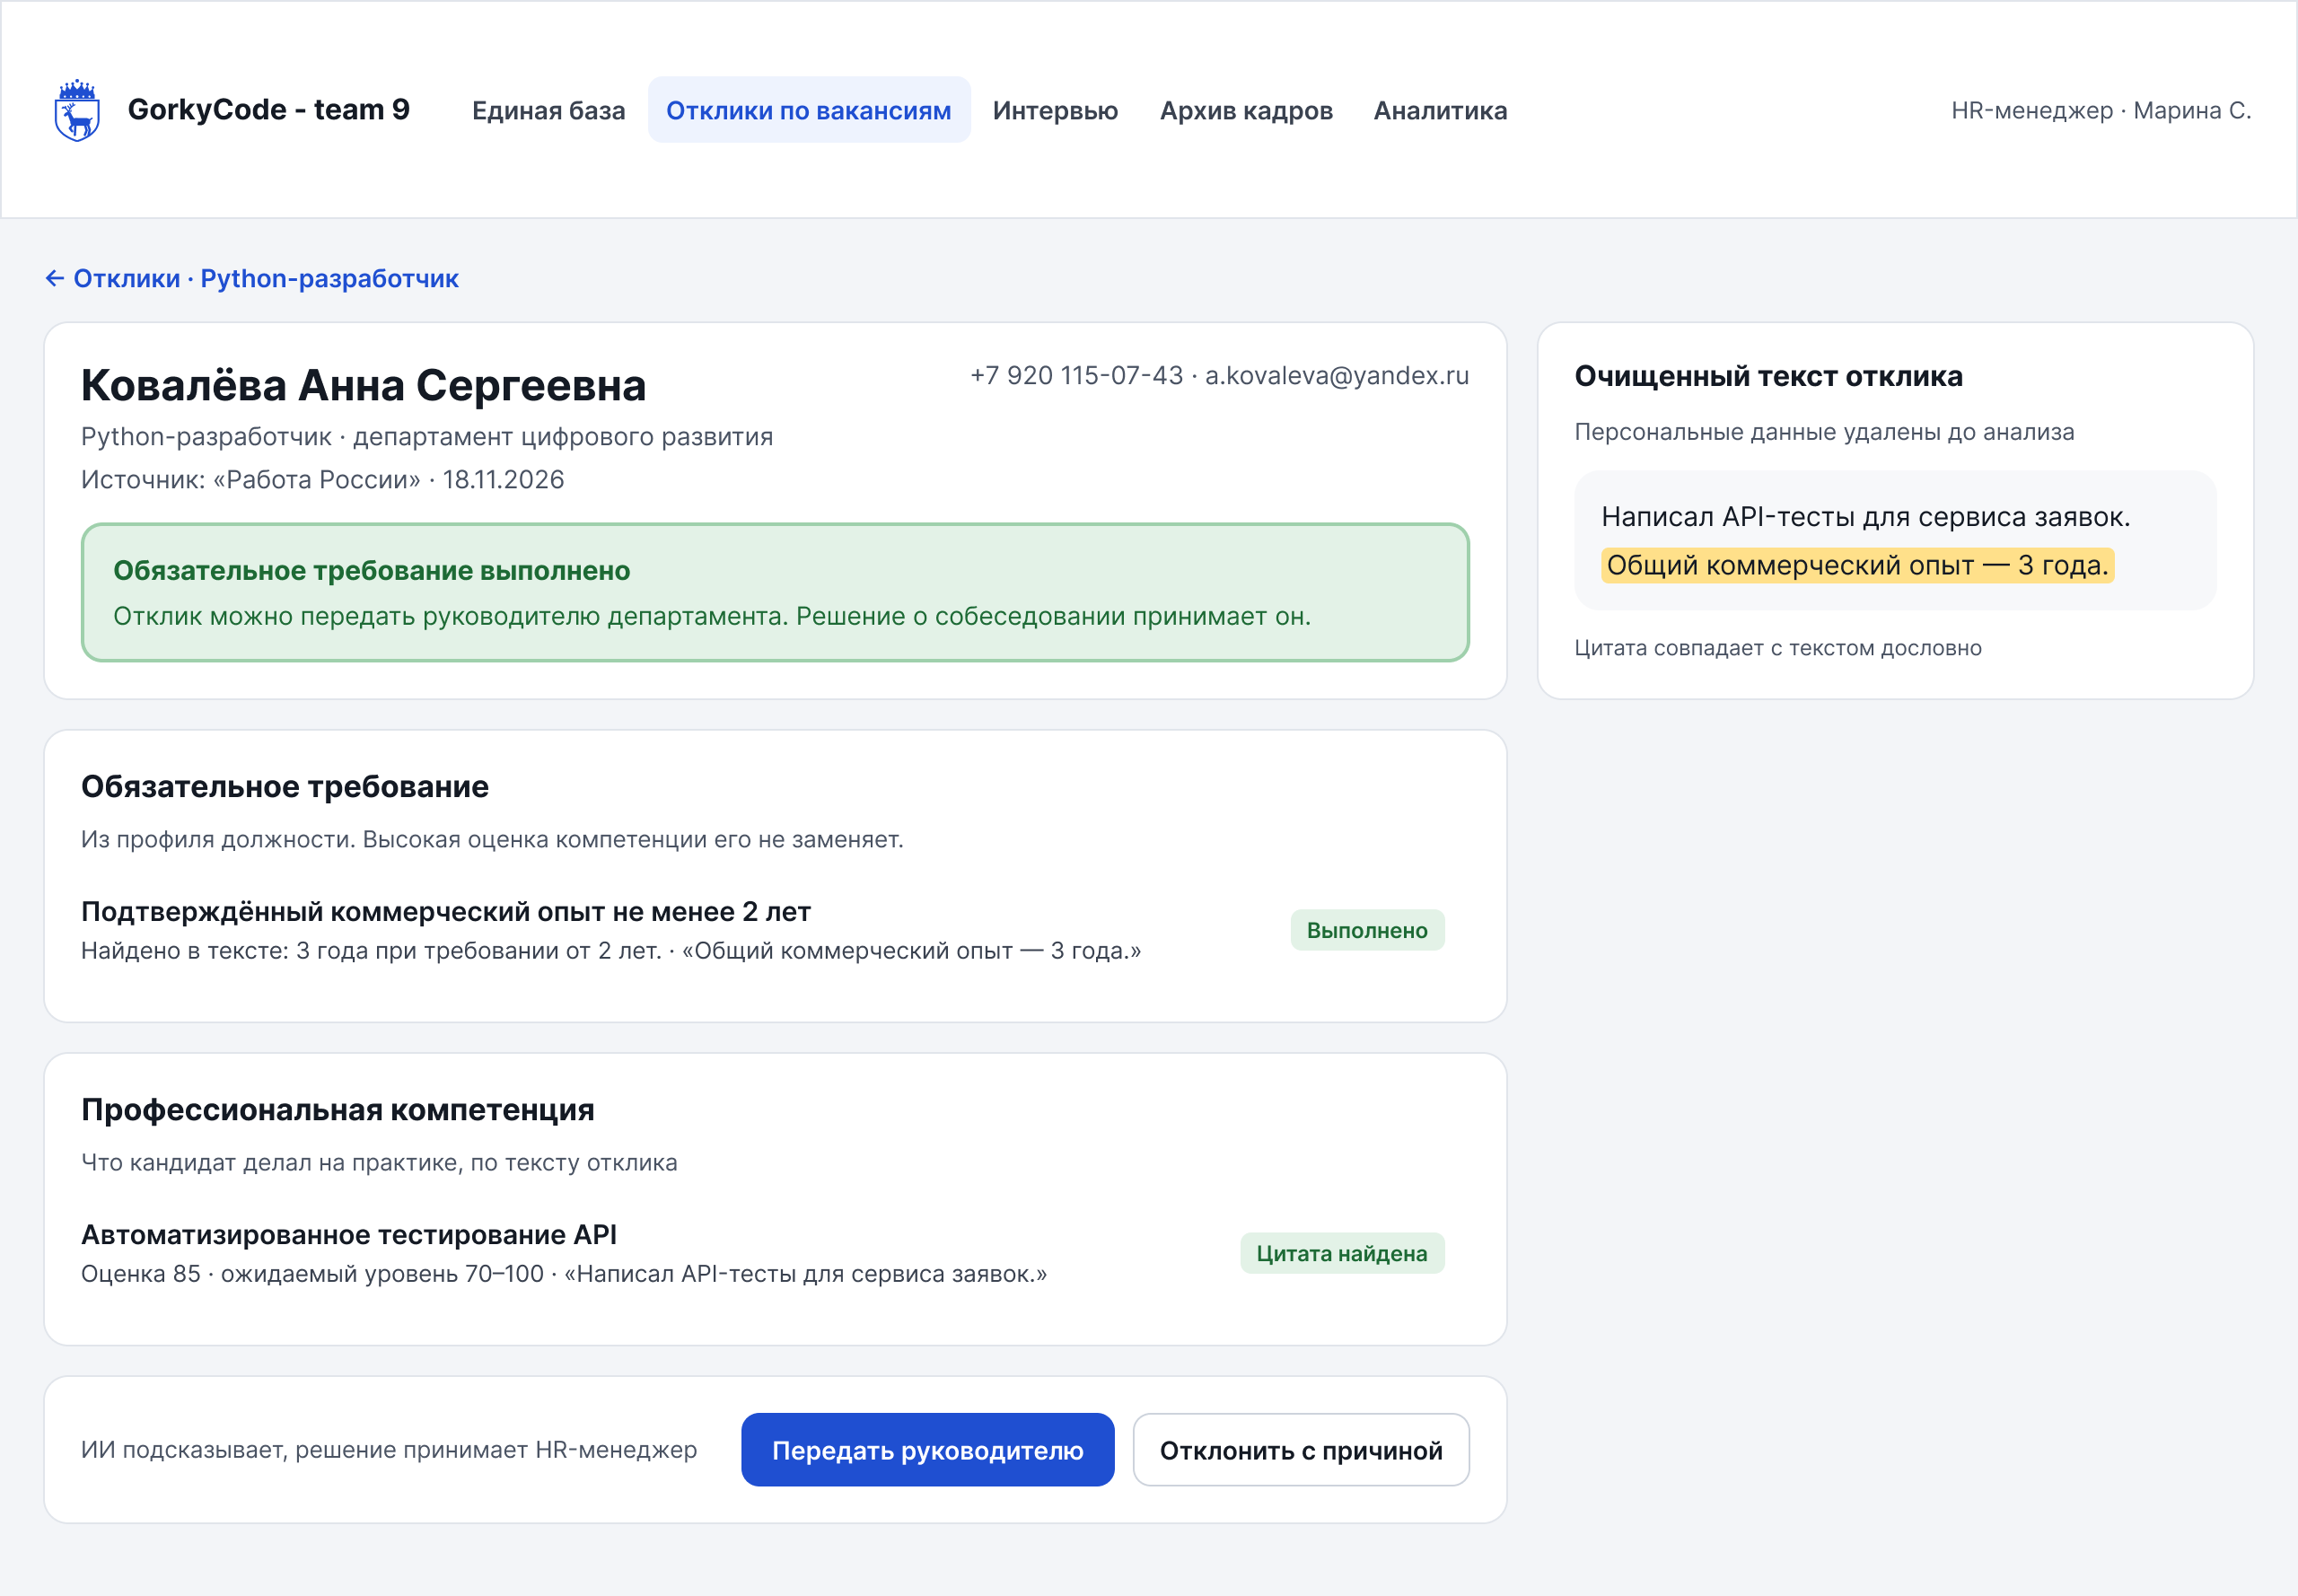 GorkyCode - team 9
Единая база
Отклики по вакансиям
Интервью
Архив кадров
Аналитика
HR-менеджер · Марина С.
← Отклики · Python-разработчик
Ковалёва Анна Сергеевна
+7 920 115-07-43 · a.kovaleva@yandex.ru
Python-разработчик · департамент цифрового развития
Источник: «Работа России» · 18.11.2026
Обязательное требование выполнено
Отклик можно передать руководителю департамента. Решение о собеседовании принимает он.
Очищенный текст отклика
Персональные данные удалены до анализа
Написал API-тесты для сервиса заявок.
Общий коммерческий опыт — 3 года.
Цитата совпадает с текстом дословно
Обязательное требование
Из профиля должности. Высокая оценка компетенции его не заменяет.
Подтверждённый коммерческий опыт не менее 2 лет
Найдено в тексте: 3 года при требовании от 2 лет. · «Общий коммерческий опыт — 3 года.»
Выполнено
Профессиональная компетенция
Что кандидат делал на практике, по тексту отклика
Автоматизированное тестирование API
Оценка 85 · ожидаемый уровень 70–100 · «Написал API-тесты для сервиса заявок.»
Цитата найдена
ИИ подсказывает, решение принимает HR-менеджер
Передать руководителю
Отклонить с причиной